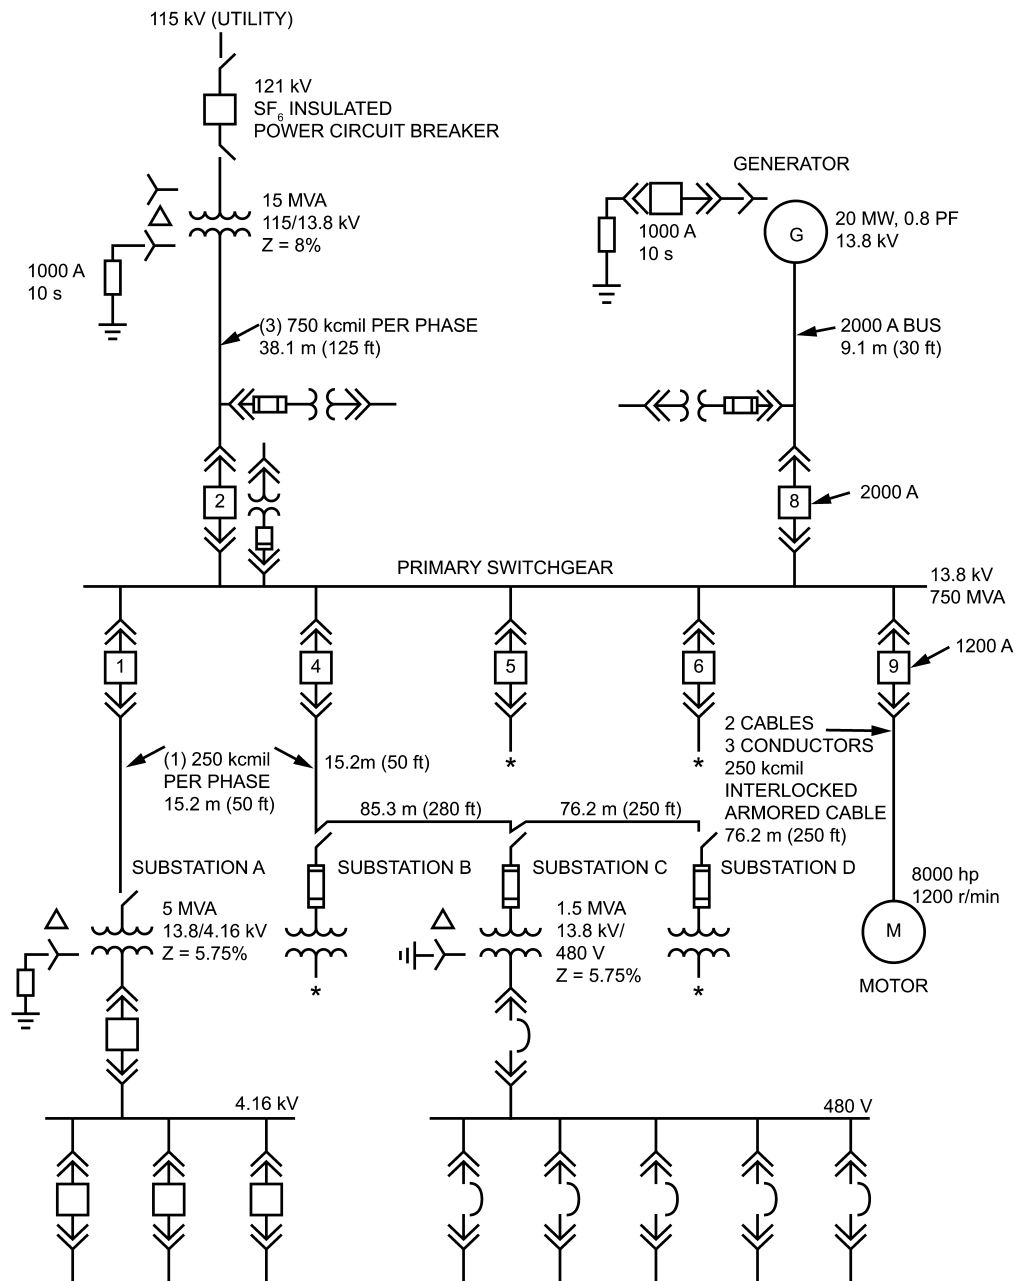 115 kV (UTILITY)
121 kV
SF6 INSULATED
POWER CIRCUIT BREAKER
15 MVA
115/13.8 kV
Z = 8%
1000 A
10 s
(3) 750 kcmil PER PHASE
38.1 m (125 ft)
GENERATOR
1000 A
10 s
G
20 MW, 0.8 PF
13.8 kV
2000 A BUS
9.1 m (30 ft)
2
8
2000 A
PRIMARY SWITCHGEAR
13.8 kV
750 MVA
1
4
5
6
9
1200 A
(1) 250 kcmil
PER PHASE
15.2 m (50 ft)
15.2m (50 ft)
*
*
2 CABLES
3 CONDUCTORS
250 kcmil
INTERLOCKED
ARMORED CABLE
76.2 m (250 ft)
85.3 m (280 ft)
76.2 m (250 ft)
SUBSTATION A
SUBSTATION B
SUBSTATION C
SUBSTATION D
5 MVA
13.8/4.16 kV
Z = 5.75%
*
1.5 MVA
13.8 kV/
480 V
Z = 5.75%
*
8000 hp
1200 r/min
M
MOTOR
4.16 kV
480 V